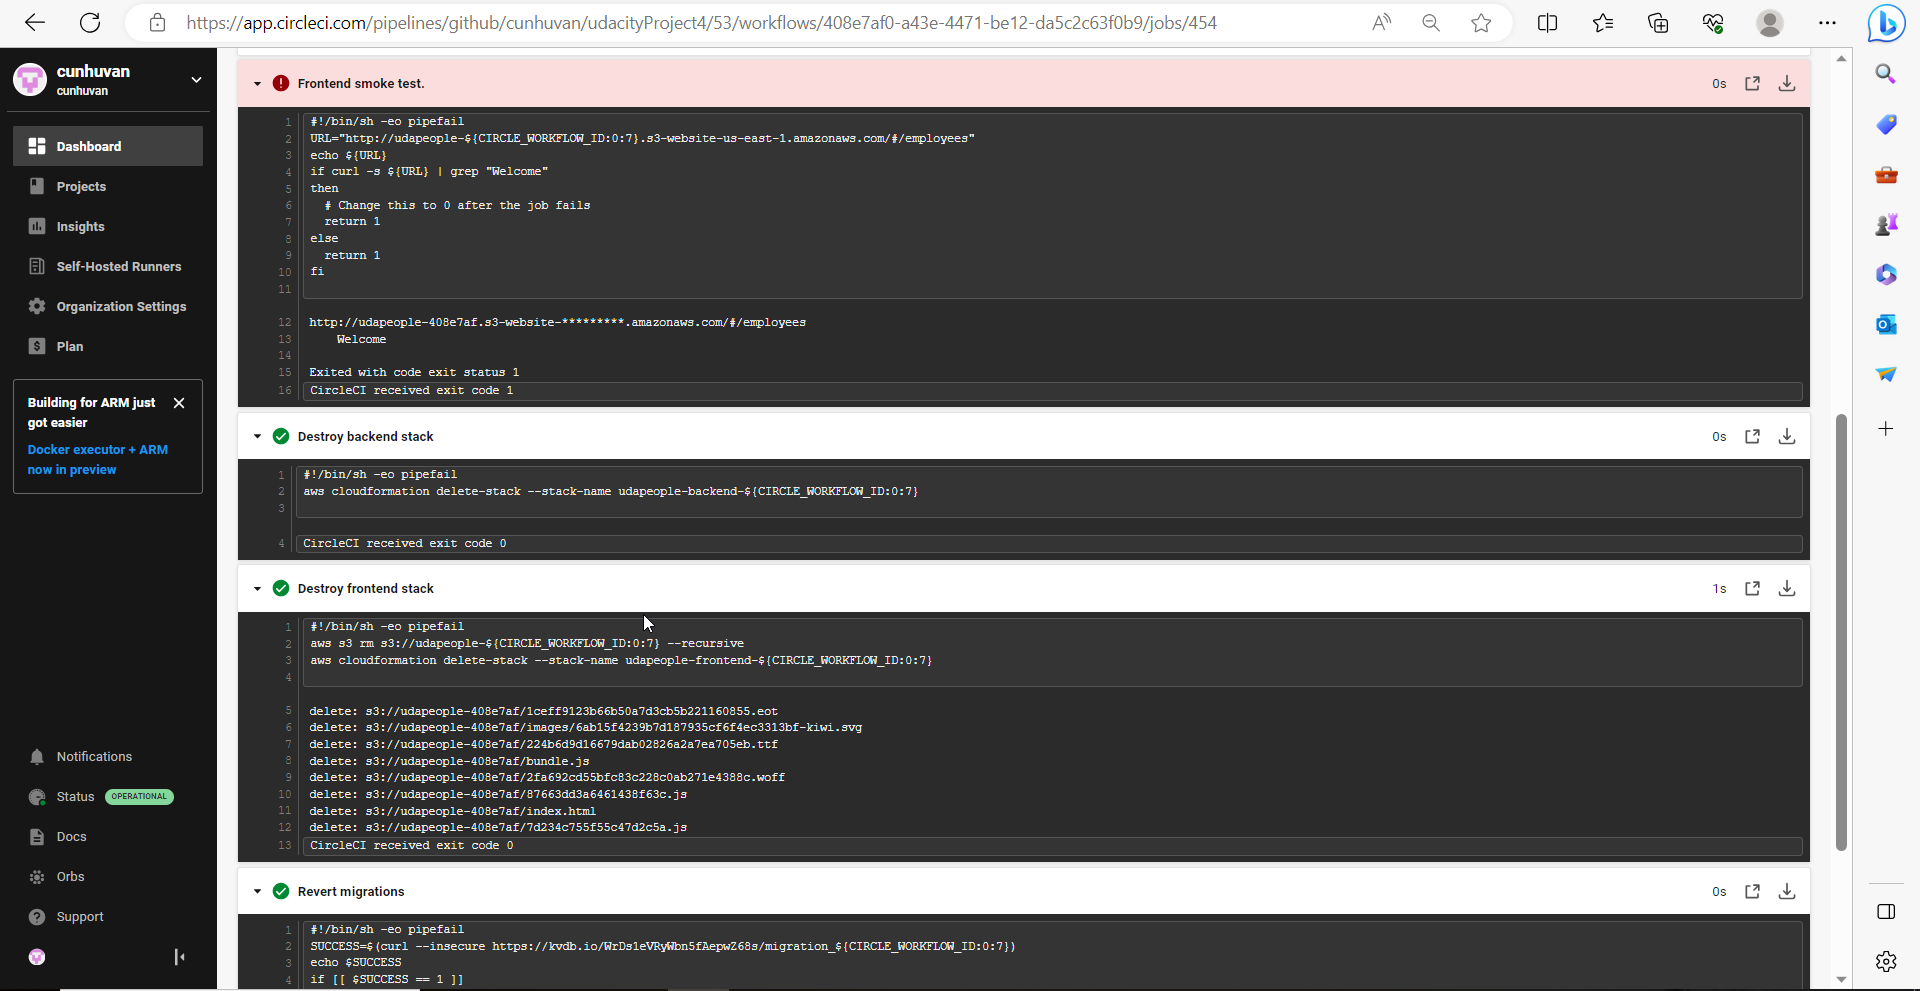 https://app.circleci.com/pipelines/github/cunhuvan/udacityProject4/53/workflows/408e7af0-a43e-4471-be12-da5c2c63f0b9/jobs/454
cunhuvan
cunhuvan
Dashboard
Projects
Insights
Self-Hosted Runners
Organization Settings
Plan
Building for ARM just
got easier
Docker executor + ARM
now in preview
Notifications
Status OPERATIONAL
Docs
Orbs
Support
Frontend smoke test. 0s
1 #!/bin/sh -eo pipefail
2 URL="http://udapeople-${CIRCLE_WORKFLOW_ID:0:7}.s3-website-us-east-1.amazonaws.com/#/employees"
3 echo ${URL}
4 if curl -s ${URL} | grep "Welcome"
5 then
6 # Change this to 0 after the job fails
7 return 1
8 else
9 return 1
10 fi
11
12 http://udapeople-408e7af.s3-website-*********.amazonaws.com/#/employees
13 Welcome
14
15 Exited with code exit status 1
16 CircleCI received exit code 1
Destroy backend stack 0s
1 #!/bin/sh -eo pipefail
2 aws cloudformation delete-stack --stack-name udapeople-backend-${CIRCLE_WORKFLOW_ID:0:7}
3
4 CircleCI received exit code 0
Destroy frontend stack 1s
1 #!/bin/sh -eo pipefail
2 aws s3 rm s3://udapeople-${CIRCLE_WORKFLOW_ID:0:7} --recursive
3 aws cloudformation delete-stack --stack-name udapeople-frontend-${CIRCLE_WORKFLOW_ID:0:7}
4
5 delete: s3://udapeople-408e7af/1ceff9123b66b50a7d3cb5b221160855.eot
6 delete: s3://udapeople-408e7af/images/6ab15f4239b7d187935cf6f4ec3313bf-kiwi.svg
7 delete: s3://udapeople-408e7af/224b6d9d16679dab02826a2a7ea705eb.ttf
8 delete: s3://udapeople-408e7af/bundle.js
9 delete: s3://udapeople-408e7af/2fa692cd55bfc83c228c0ab271e4388c.woff
10 delete: s3://udapeople-408e7af/87663dd3a6461438f63c.js
11 delete: s3://udapeople-408e7af/index.html
12 delete: s3://udapeople-408e7af/7d234c755f55c47d2c5a.js
13 CircleCI received exit code 0
Revert migrations 0s
1 #!/bin/sh -eo pipefail
2 SUCCESS=$(curl --insecure https://kvdb.io/WrDs1eVRyWbn5fAepwZ68s/migration_${CIRCLE_WORKFLOW_ID:0:7})
3 echo $SUCCESS
4 if [[ $SUCCESS == 1 ]]